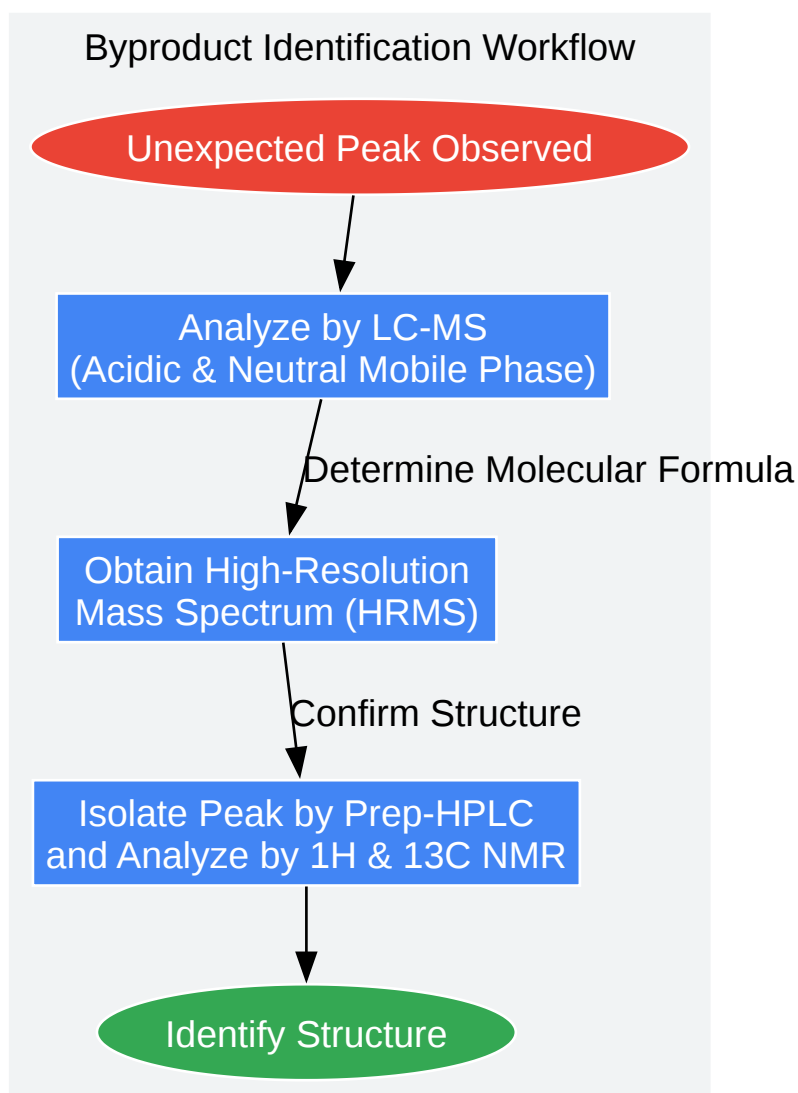 Byproduct Identification Workflow
Unexpected Peak Observed
Analyze by LC-MS
(Acidic & Neutral Mobile Phase)
Determine Molecular Formula
Obtain High-Resolution
Mass Spectrum (HRMS)
Confirm Structure
Isolate Peak by Prep-HPLC
and Analyze by 1H & 13C NMR
Identify Structure